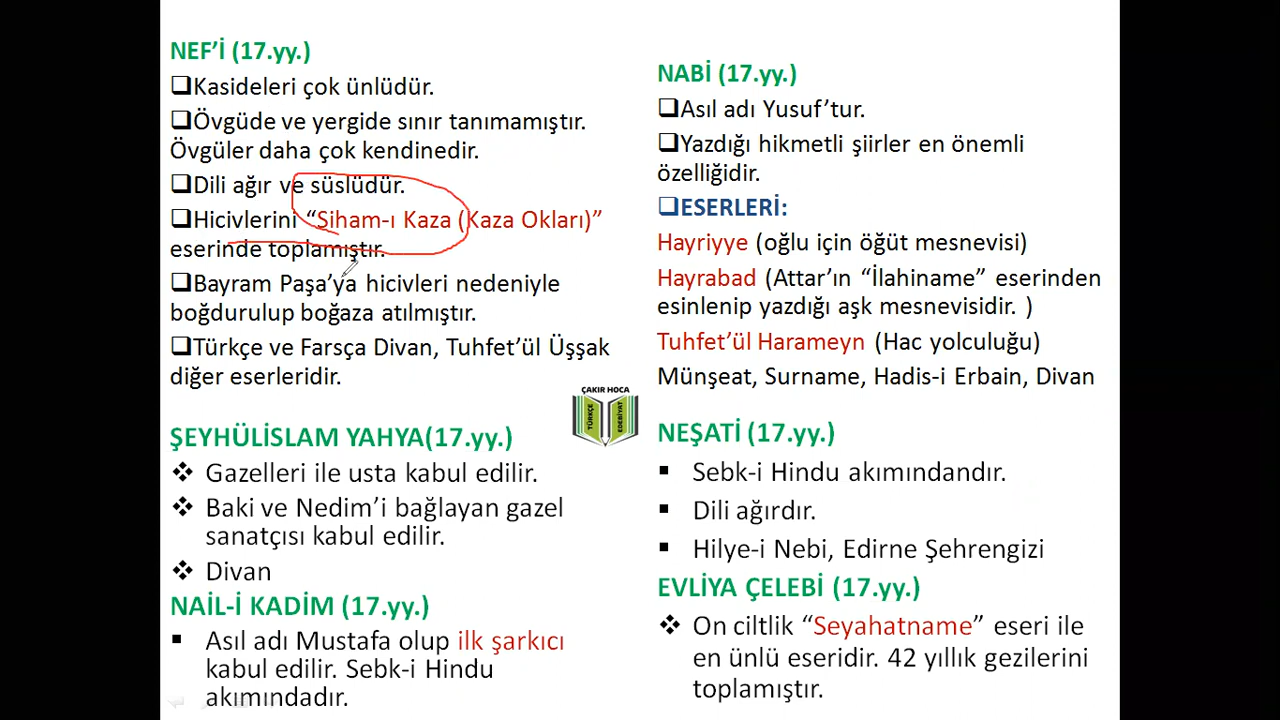 NEF’İ (17.yy.)
❑Kasideleri çok ünlüdür.
❑Övgüde ve yergide sınır tanımamıştır.
Övgüler daha çok kendinedir.
❑Dili ağır ve süslüdür.
❑Hicivlerini “Siham-ı Kaza (Kaza Okları)”
eserinde toplamıştır.
❑Bayram Paşa’ya hicivleri nedeniyle
boğdurulup boğaza atılmıştır.
❑Türkçe ve Farsça Divan, Tuhfet’ül Üşşak
diğer eserleridir.
ŞEYHÜLİSLAM YAHYA(17.yy.)
❖ Gazelleri ile usta kabul edilir.
❖ Baki ve Nedim’i bağlayan gazel
sanatçısı kabul edilir.
❖ Divan
NAİL-İ KADİM (17.yy.)
▪ Asıl adı Mustafa olup ilk şarkıcı
kabul edilir. Sebk-i Hindu
akımındadır.
ÇAKIR HOCA
TÜRKÇE
EDEBİYAT
NABİ (17.yy.)
❑Asıl adı Yusuf’tur.
❑Yazdığı hikmetli şiirler en önemli
özelliğidir.
❑ESERLERİ:
Hayriyye (oğlu için öğüt mesnevisi)
Hayrabad (Attar’ın “İlahiname” eserinden
esinlenip yazdığı aşk mesnevisidir. )
Tuhfet’ül Harameyn (Hac yolculuğu)
Münşeat, Surname, Hadis-i Erbain, Divan
NEŞATİ (17.yy.)
▪ Sebk-i Hindu akımındandır.
▪ Dili ağırdır.
▪ Hilye-i Nebi, Edirne Şehrengizi
EVLİYA ÇELEBİ (17.yy.)
❖ On ciltlik “Seyahatname” eseri ile
en ünlü eseridir. 42 yıllık gezilerini
toplamıştır.